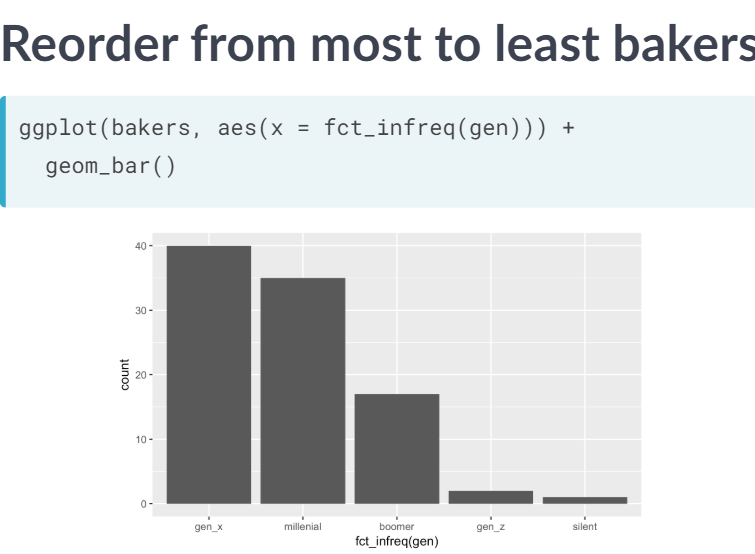 Reorder from most to least bakers
ggplot(bakers, aes(x = fct_infreq(gen))) +
geom_bar()
40
30
20
10
0
count
gen_x millenial boomer gen_z silent
fct_infreq(gen)